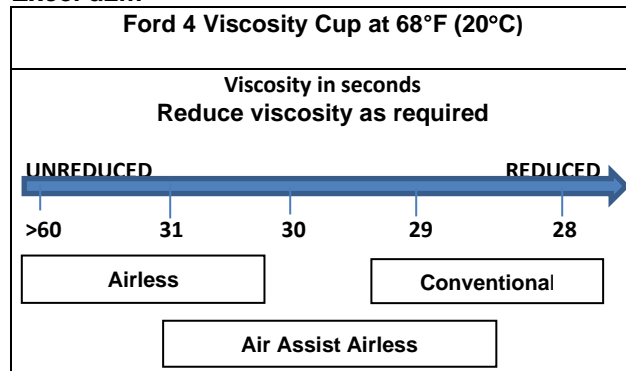 Ford 4 Viscosity Cup at 68°F (20°C)
Viscosity in seconds
Reduce viscosity as required
UNREDUCED REDUCED
>60 31 30 29 28
Airless Conventional
Air Assist Airless